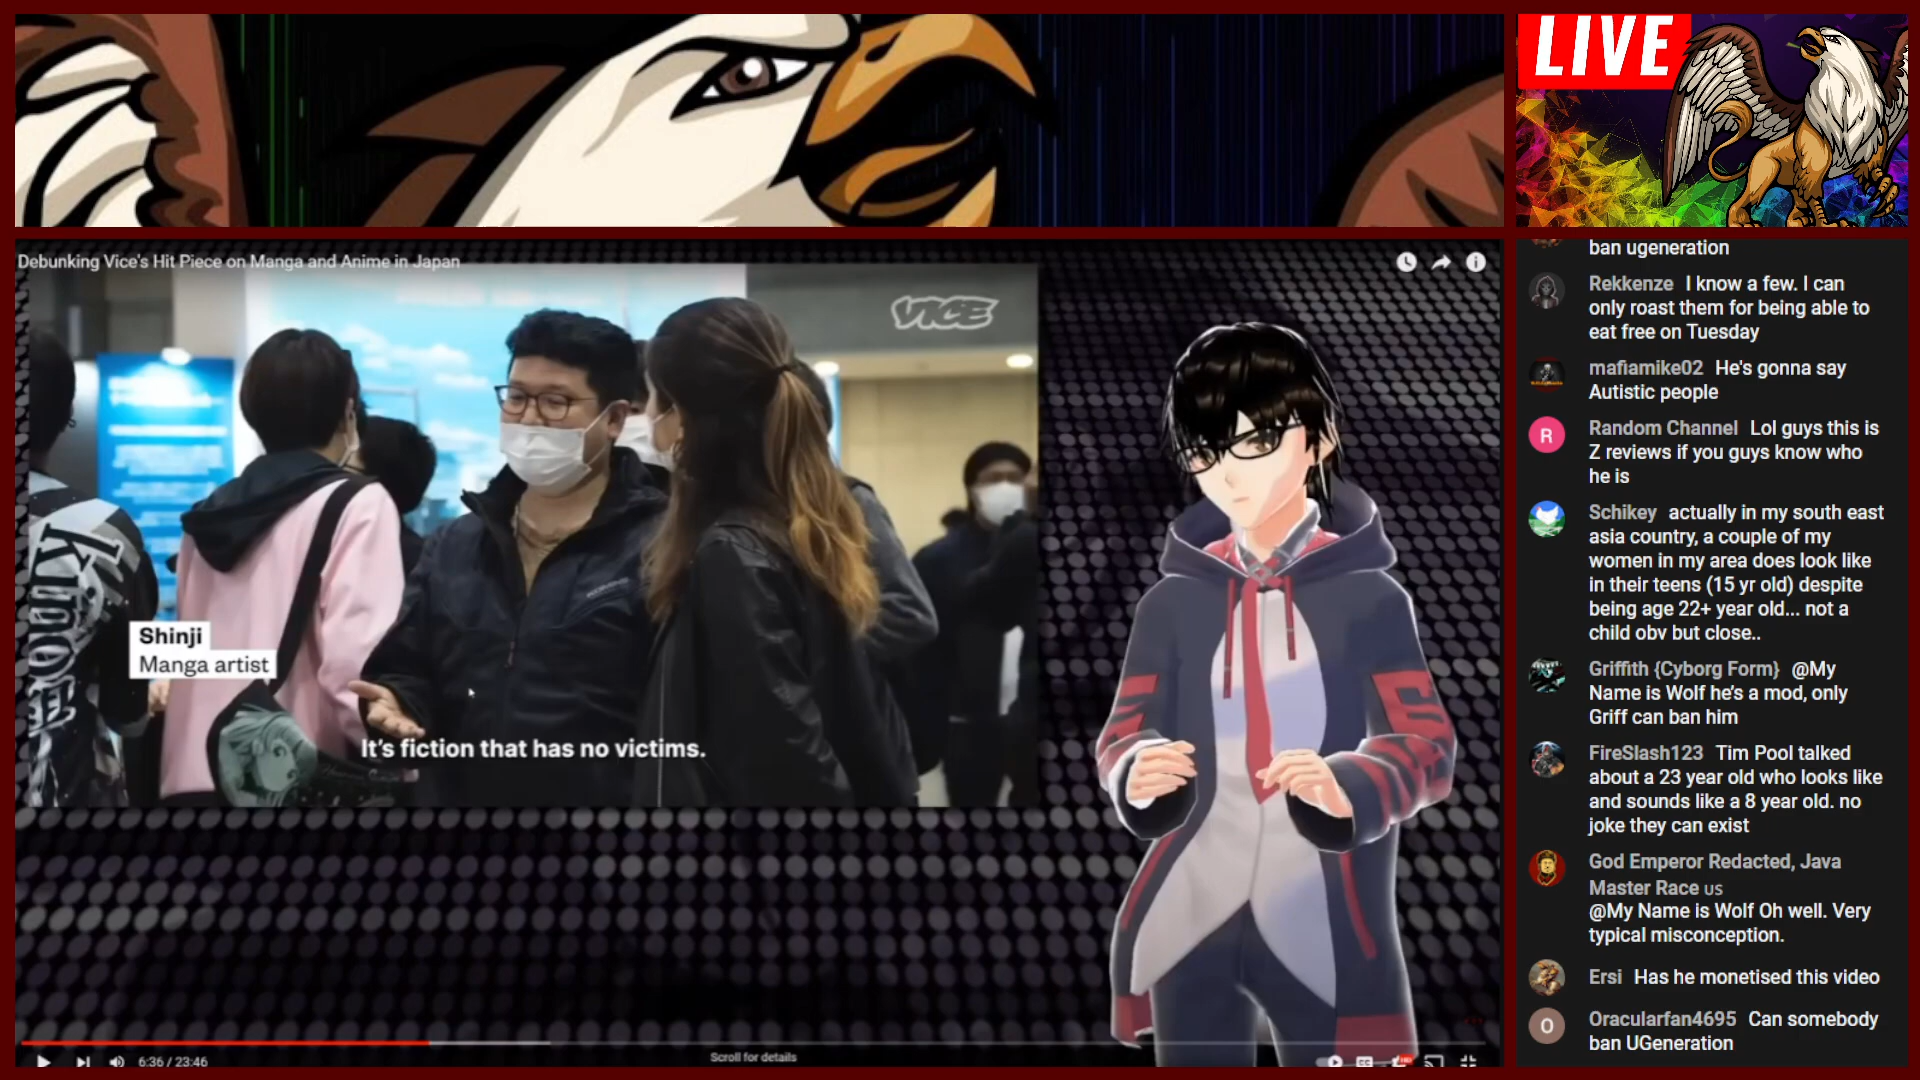 LIVE
Debunking Vice's Hit Piece on Manga and Anime in Japan
VICE
Shinji
Manga artist
It's fiction that has no victims.
6:36 / 23:46
Scroll for details
CC
HD
ban ugeneration
Rekkenze I know a few. I can
only roast them for being able to
eat free on Tuesday
mafiamike02 He's gonna say
Autistic people
R
Random Channel Lol guys this is
Z reviews if you guys know who
he is
Schikey actually in my south east
asia country, a couple of my
women in my area does look like
in their teens (15 yr old) despite
being age 22+ year old... not a
child obv but close..
Griffith {Cyborg Form} @My
Name is Wolf he's a mod, only
Griff can ban him
FireSlash123 Tim Pool talked
about a 23 year old who looks like
and sounds like a 8 year old. no
joke they can exist
God Emperor Redacted, Java
Master Race us
@My Name is Wolf Oh well. Very
typical misconception.
Ersi Has he monetised this video
O
Oracularfan4695 Can somebody
ban UGeneration